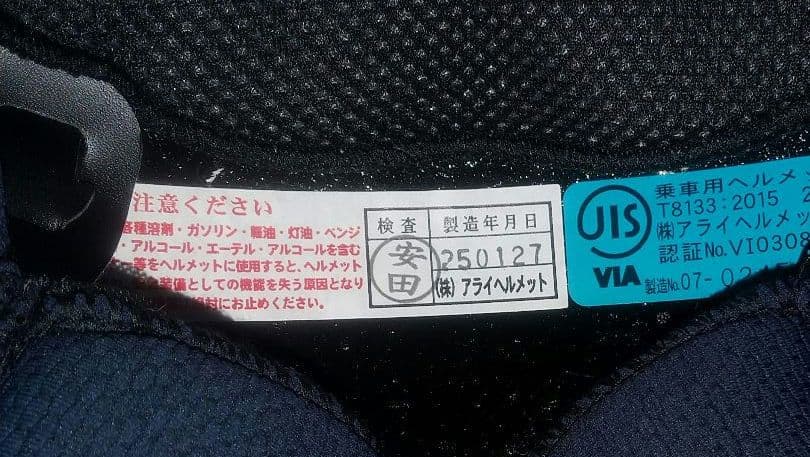 注意ください
各種溶剤・ガソリン・軽油・灯油・ベンジ
・アルコール・エーテル・アルコールを含む
等をヘルメットに使用すると、ヘルメット
装備としての機能を失う原因となり
対にお止めください。
検査 製造年月日
安田 250127
(株)アライヘルメット
JIS
VIA
乗車用ヘルメ
T8133:2015
(株)アライヘルメッ
認証No.VI0308
製造No.07-0